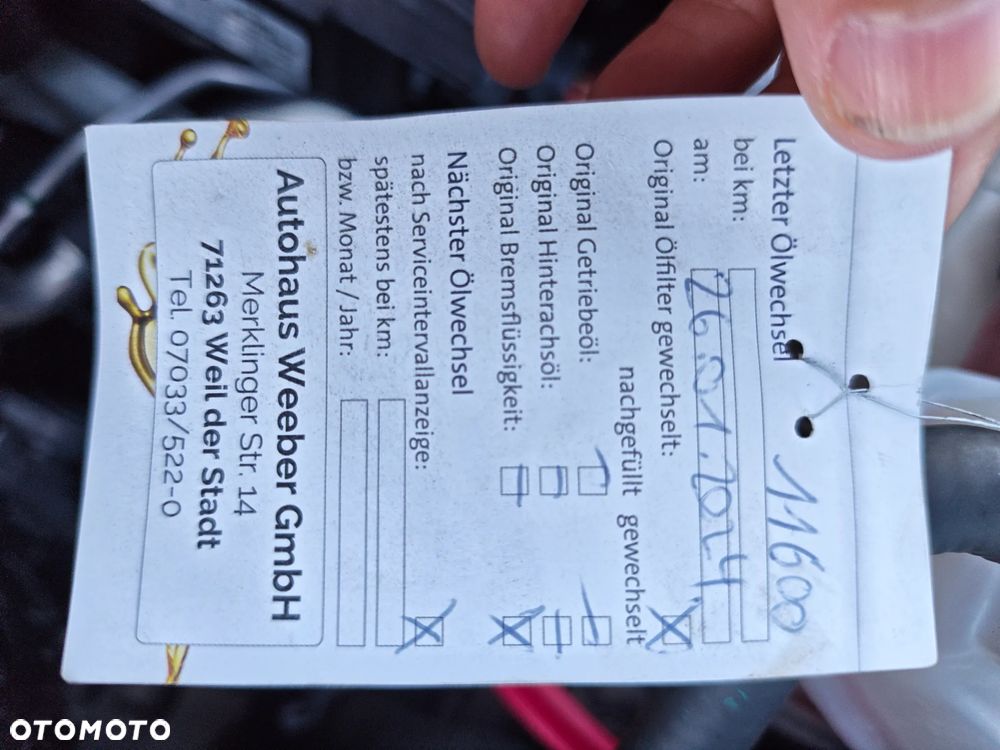 Letzter Ölwechsel
bei km: 11600
am: 26.01.2024
Original Ölfilter gewechselt: X
nachgefüllt gewechselt
Original Getriebeöl:
Original Hinterachsöl:
Original Bremsflüssigkeit: X
Nächster Ölwechsel
nach Serviceintervallanzeige: X
spätestens bei km:
bzw. Monat / Jahr:
Autohaus Weeber GmbH
Merklinger Str. 14
71263 Weil der Stadt
Tel. 07033/522-0
OTOMOTO